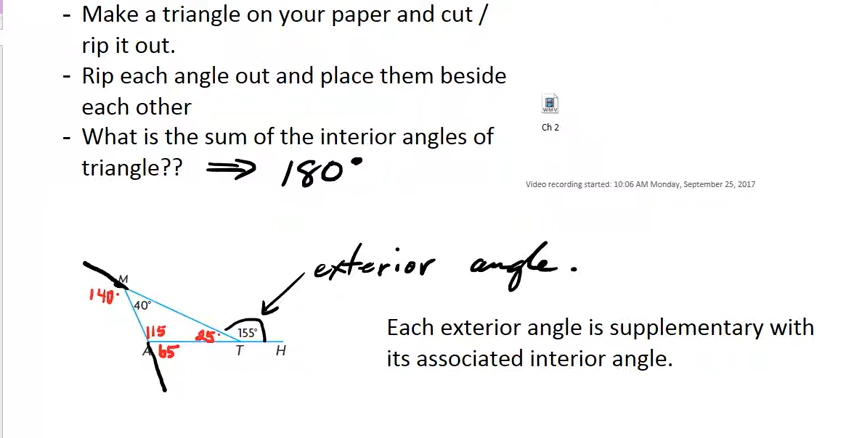 - Make a triangle on your paper and cut /
rip it out.
- Rip each angle out and place them beside
each other
- What is the sum of the interior angles of
triangle?? ⇒ 180°
WMV
Ch 2
Video recording started: 10:06 AM Monday, September 25, 2017
exterior angle.
M
140°
40°
115
25°
155°
A
65
T
H
Each exterior angle is supplementary with
its associated interior angle.